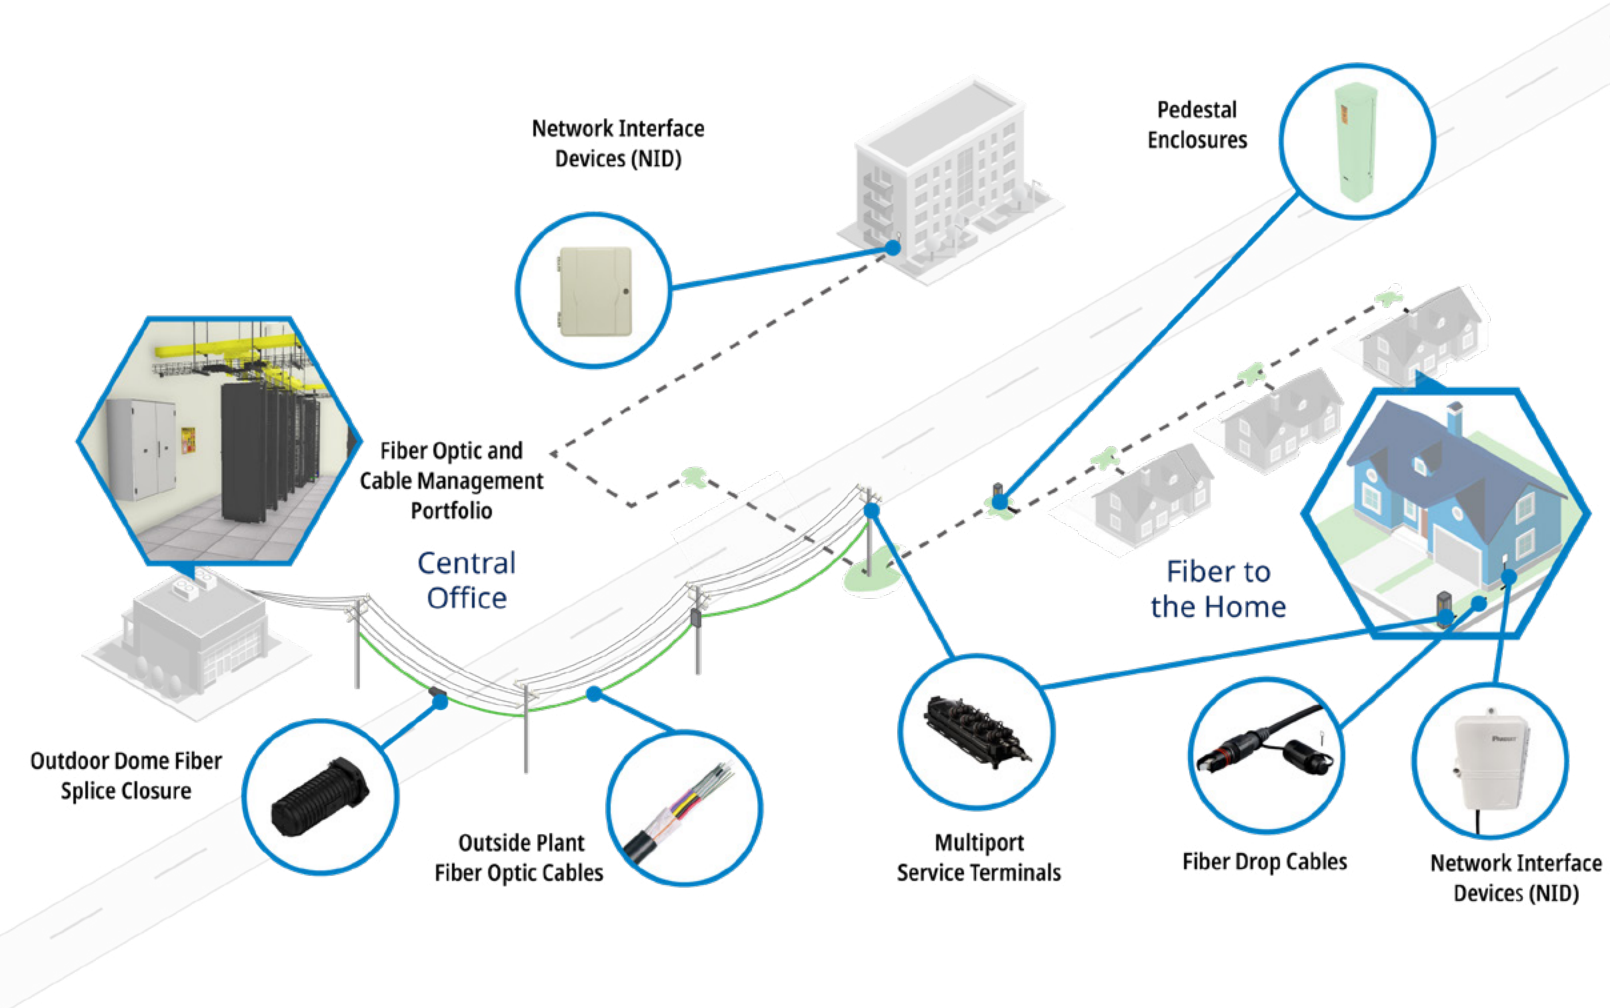 Network Interface
Devices (NID)
Pedestal
Enclosures
Fiber Optic and
Cable Management
Portfolio
Central
Office
Fiber to
the Home
Outdoor Dome Fiber
Splice Closure
Outside Plant
Fiber Optic Cables
Multiport
Service Terminals
Fiber Drop Cables
Network Interface
Devices (NID)